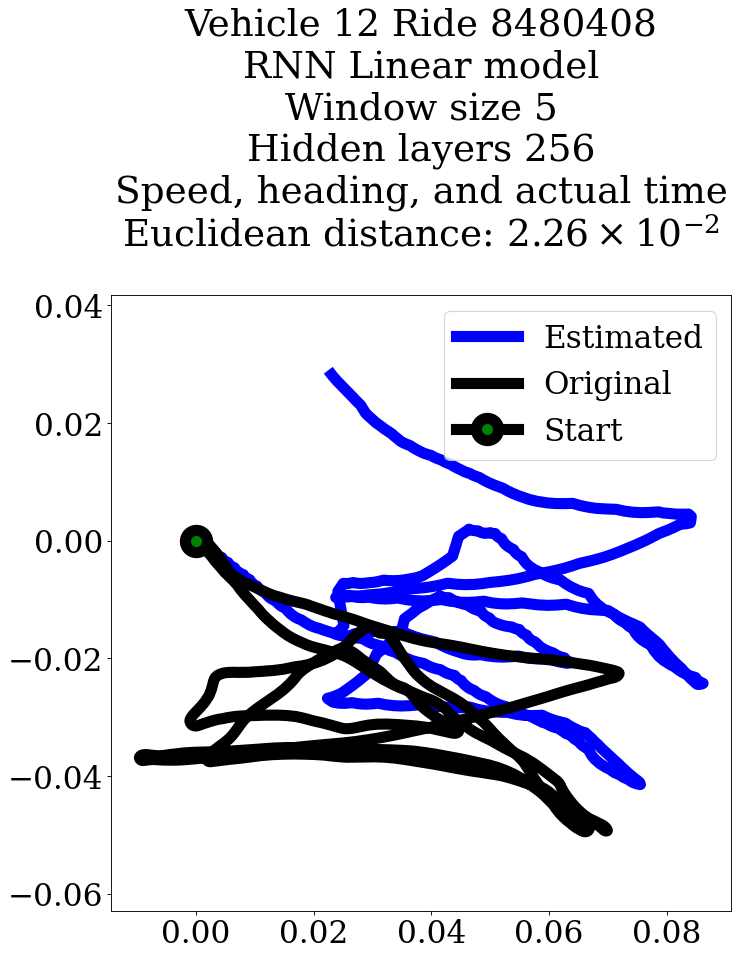 Vehicle 12 Ride 8480408
RNN Linear model
Window size 5
Hidden layers 256
Speed, heading, and actual time
Euclidean distance: 2.26 × 10⁻²
Estimated
Original
Start
0.04
0.02
0.00
−0.02
−0.04
−0.06
0.00 0.02 0.04 0.06 0.08